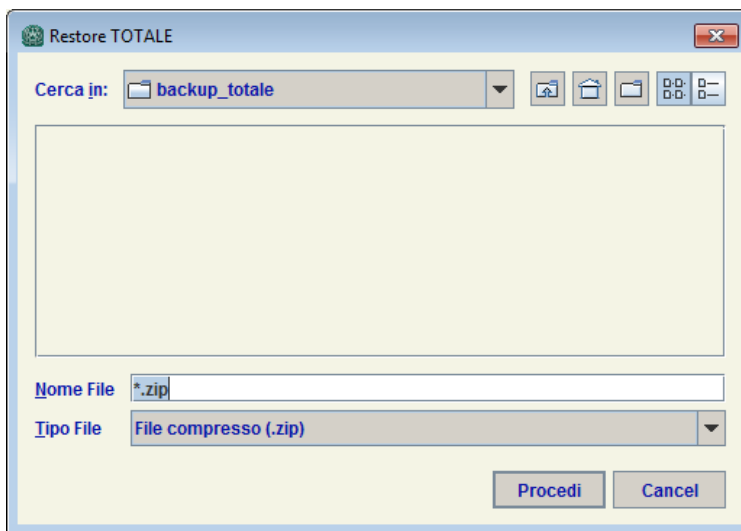 Restore TOTALE
Cerca in: backup_totale
Nome File *.zip
Tipo File File compresso (.zip)
Procedi Cancel